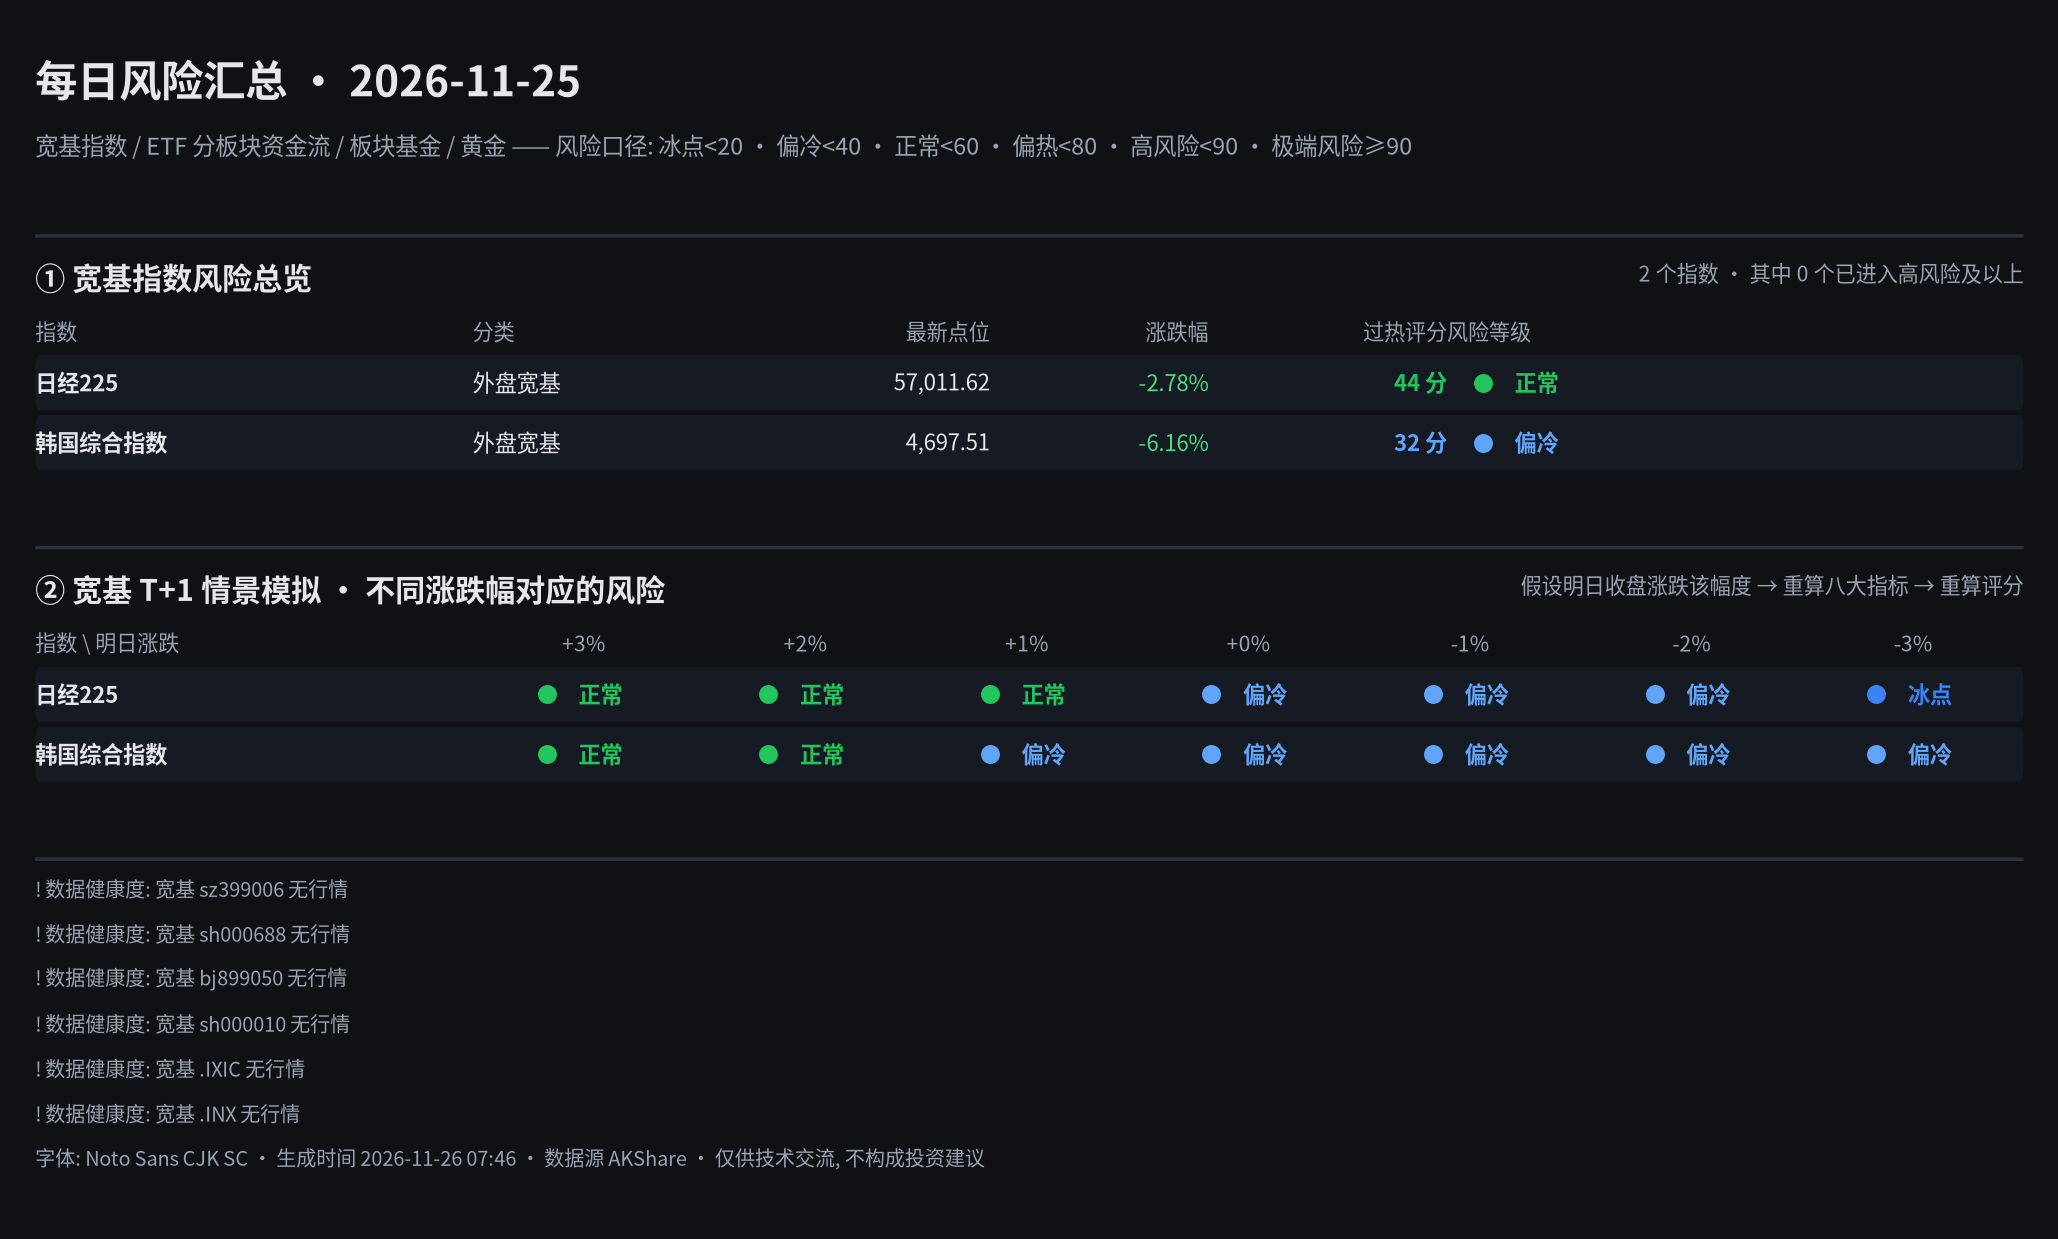 每日风险汇总 · 2026-11-25
宽基指数 / ETF 分板块资金流 / 板块基金 / 黄金 —— 风险口径: 冰点<20 · 偏冷<40 · 正常<60 · 偏热<80 · 高风险<90 · 极端风险≥90
① 宽基指数风险总览 2 个指数 · 其中 0 个已进入高风险及以上
指数 分类 最新点位 涨跌幅 过热评分风险等级
日经225 外盘宽基 57,011.62 -2.78% 44 分 正常
韩国综合指数 外盘宽基 4,697.51 -6.16% 32 分 偏冷
② 宽基 T+1 情景模拟 · 不同涨跌幅对应的风险 假设明日收盘涨跌该幅度 → 重算八大指标 → 重算评分
指数 \ 明日涨跌 +3% +2% +1% +0% -1% -2% -3%
日经225 正常 正常 正常 偏冷 偏冷 偏冷 冰点
韩国综合指数 正常 正常 偏冷 偏冷 偏冷 偏冷 偏冷
! 数据健康度: 宽基 sz399006 无行情
! 数据健康度: 宽基 sh000688 无行情
! 数据健康度: 宽基 bj899050 无行情
! 数据健康度: 宽基 sh000010 无行情
! 数据健康度: 宽基 .IXIC 无行情
! 数据健康度: 宽基 .INX 无行情
字体: Noto Sans CJK SC · 生成时间 2026-11-26 07:46 · 数据源 AKShare · 仅供技术交流, 不构成投资建议